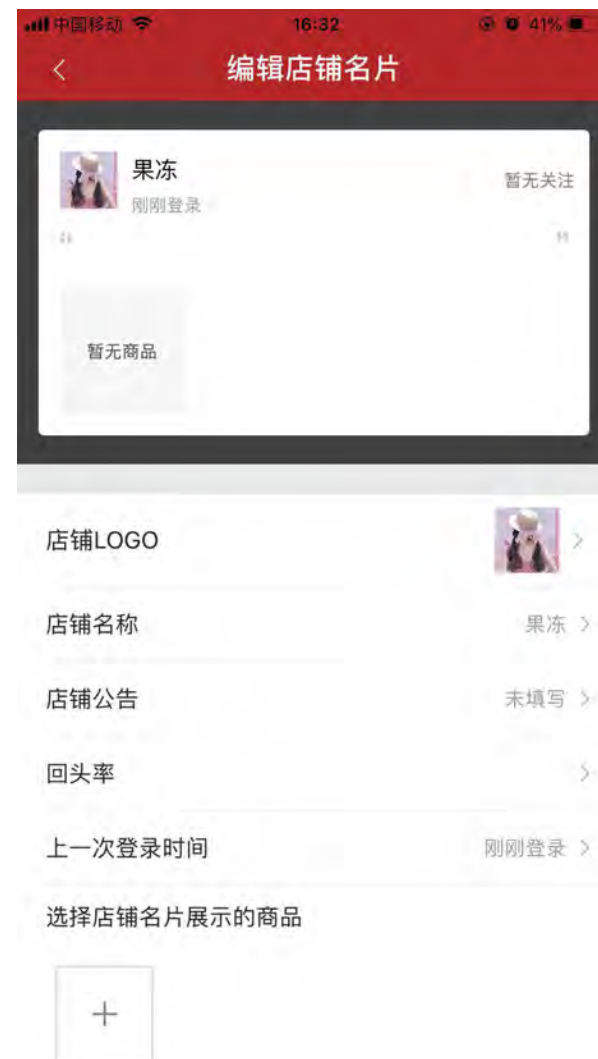 中国移动 16:32 41%
编辑店铺名片
果冻
暂无关注
刚刚登录
暂无商品
店铺LOGO
店铺名称 果冻
店铺公告 未填写
回头率
上一次登录时间 刚刚登录
选择店铺名片展示的商品